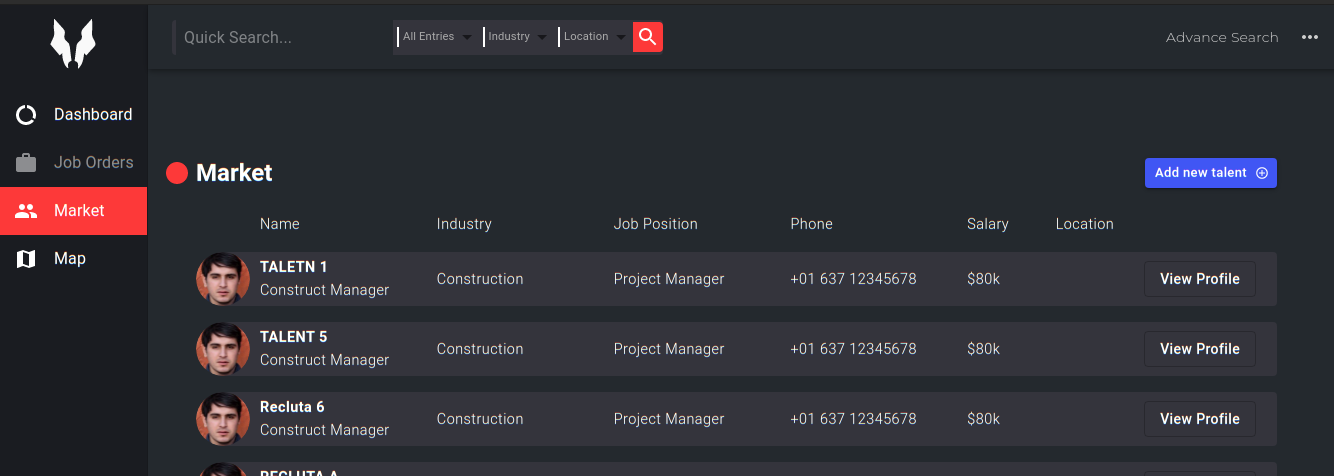 Quick Search...
All Entries
Industry
Location
Advance Search
Dashboard
Job Orders
Market
Map
Market
Add new talent
Name Industry Job Position Phone Salary Location
TALETN 1
Construct Manager
Construction Project Manager +01 637 12345678 $80k View Profile
TALENT 5
Construct Manager
Construction Project Manager +01 637 12345678 $80k View Profile
Recluta 6
Construct Manager
Construction Project Manager +01 637 12345678 $80k View Profile
RECLUTA A